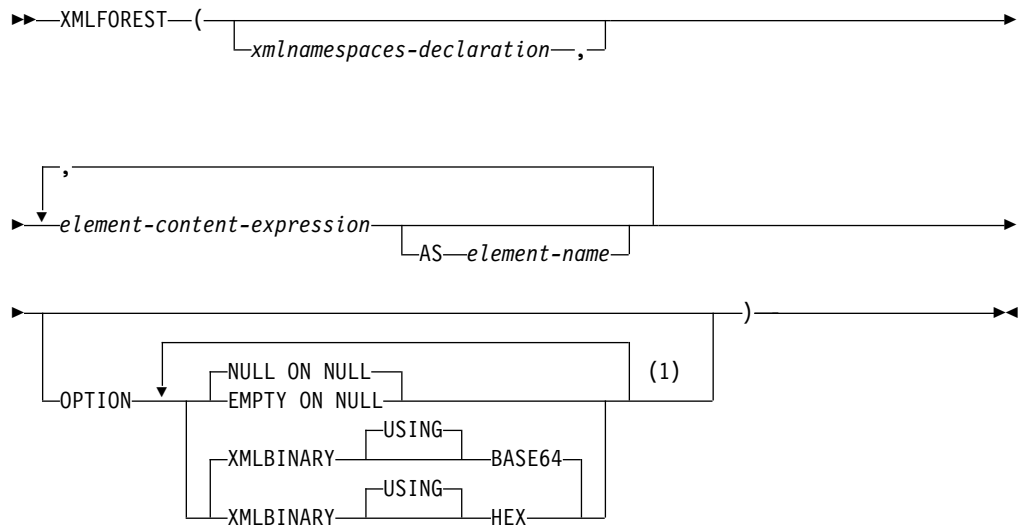 XMLFOREST (
xmlnamespaces-declaration ,
,
element-content-expression
AS element-name
)
NULL ON NULL (1)
OPTION EMPTY ON NULL
USING
XMLBINARY BASE64
USING
XMLBINARY HEX